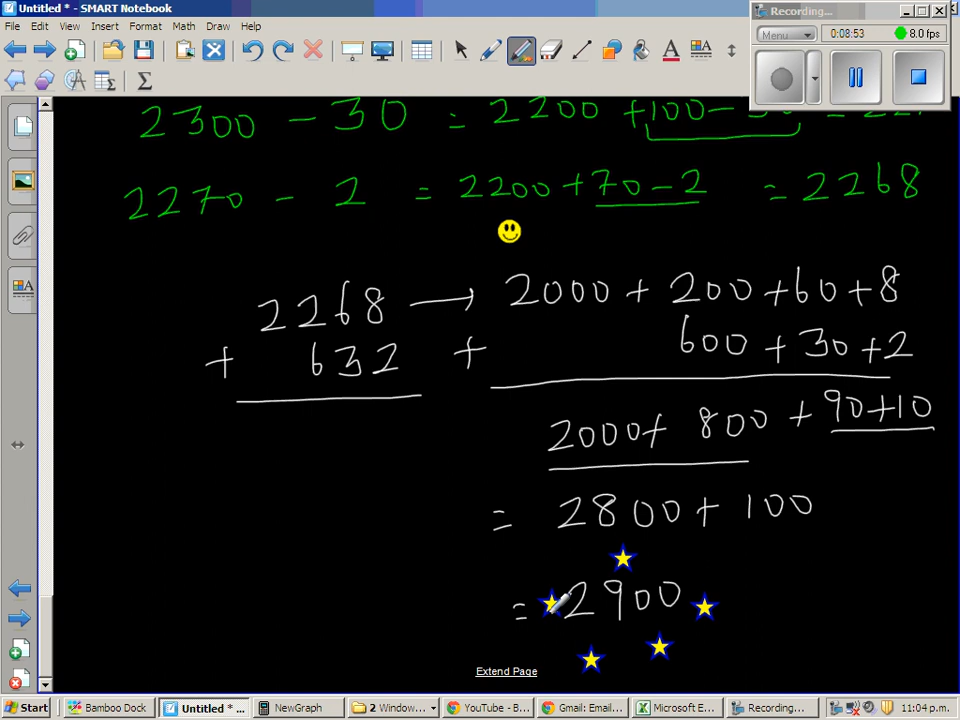 Untitled * - SMART Notebook
Recording...
File Edit View Insert Format Math Draw Help
Menu 0:08:53 8.0 fps
2300 - 30 = 2200 + 100 -
2270 - 2 = 2200 + 70 - 2 = 2268
2268 → 2000 + 200 + 60 + 8
+ 632 + 600 + 30 + 2
2000 + 800 + 90 + 10
= 2800 + 100
= 2900
Extend Page
Start Bamboo Dock Untitled * ... NewGraph 2 Window... YouTube - B... Gmail: Email... Microsoft E... Recording... 11:04 p.m.